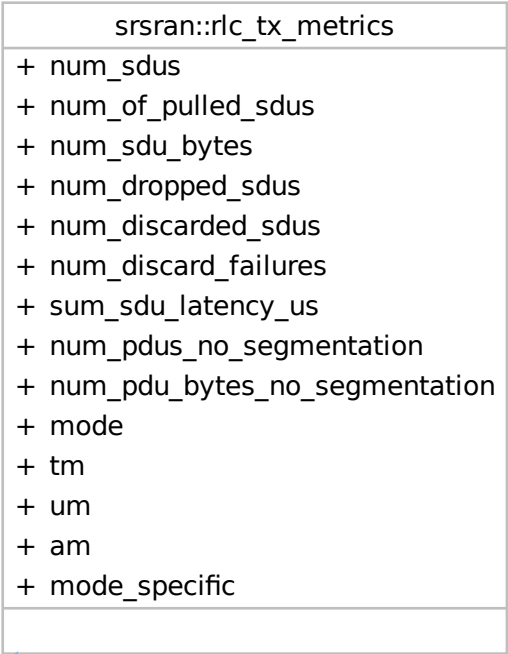 srsran::rlc_tx_metrics
+ num_sdus
+ num_of_pulled_sdus
+ num_sdu_bytes
+ num_dropped_sdus
+ num_discarded_sdus
+ num_discard_failures
+ sum_sdu_latency_us
+ num_pdus_no_segmentation
+ num_pdu_bytes_no_segmentation
+ mode
+ tm
+ um
+ am
+ mode_specific